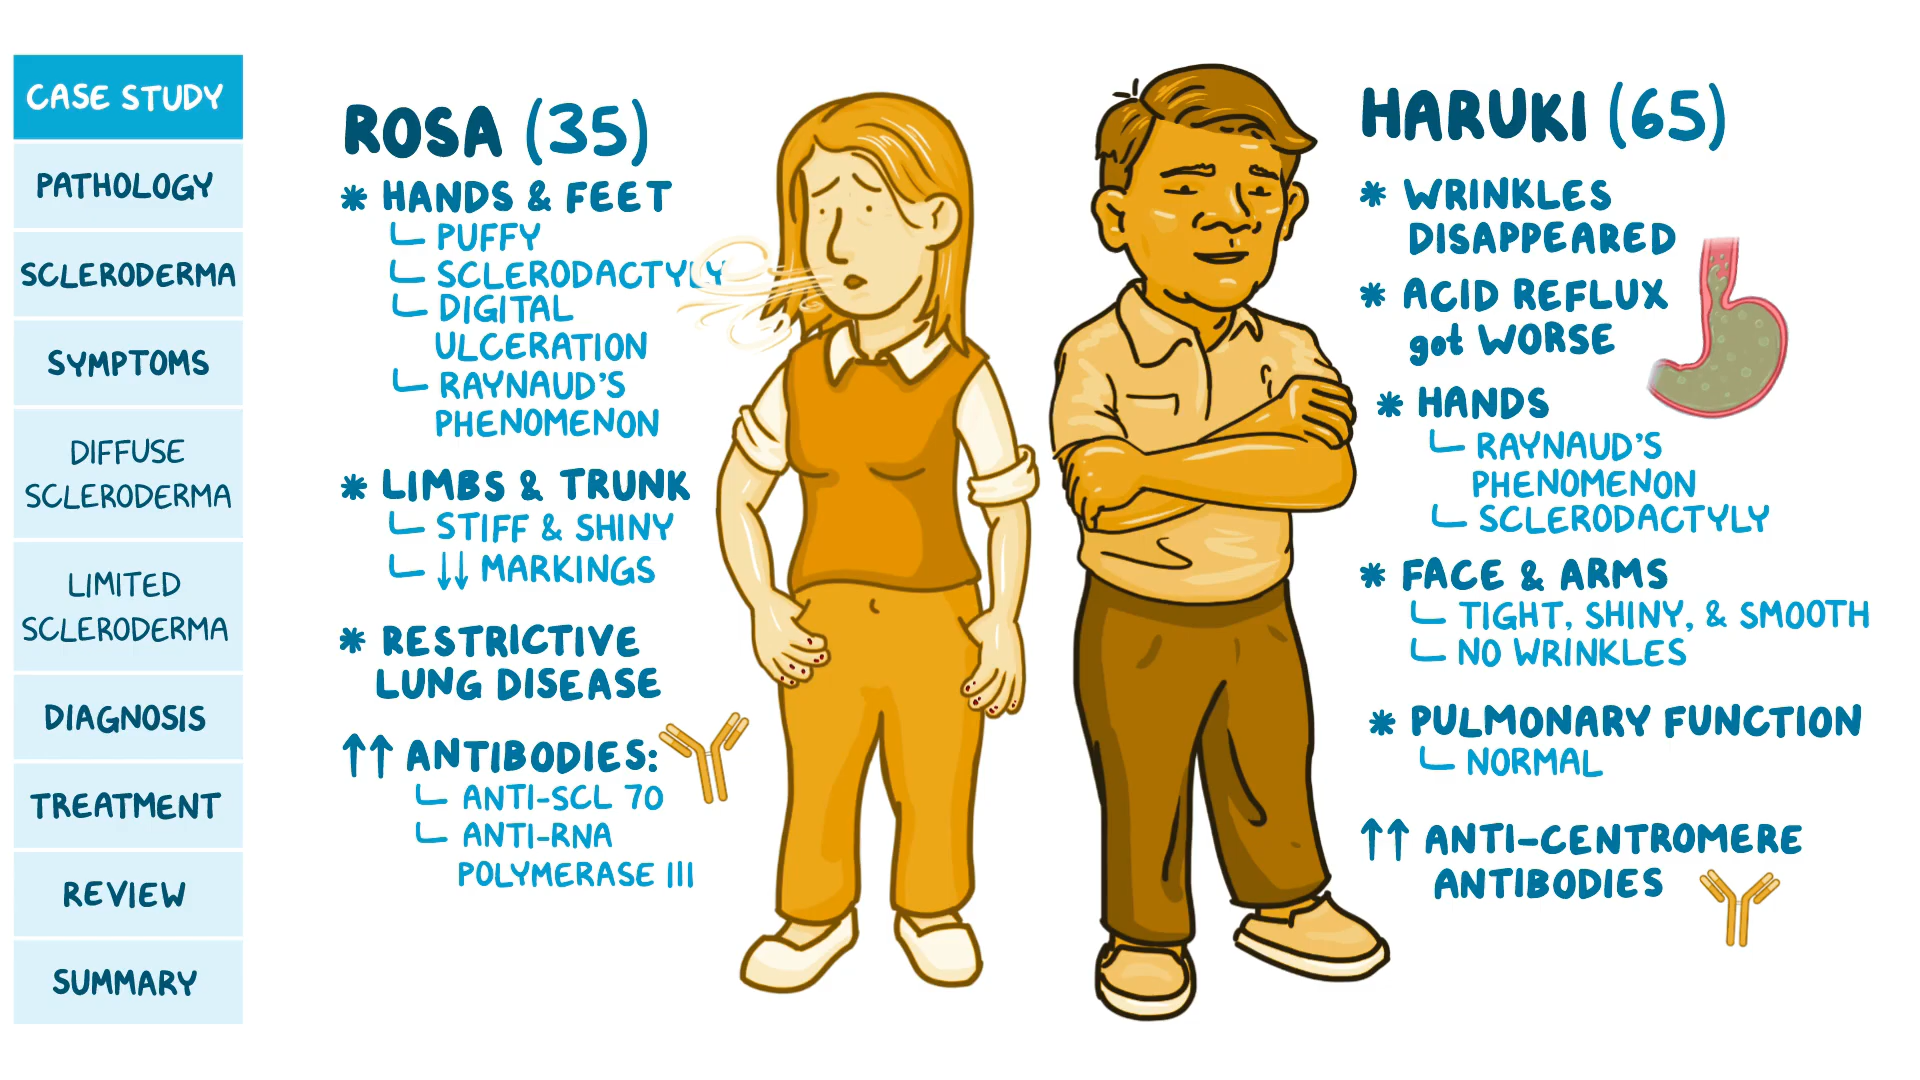 CASE STUDY
PATHOLOGY
SCLERODERMA
SYMPTOMS
DIFFUSE
SCLERODERMA
LIMITED
SCLERODERMA
DIAGNOSIS
TREATMENT
REVIEW
SUMMARY
ROSA (35)
* HANDS & FEET
PUFFY
SCLERODACTYLY
DIGITAL
ULCERATION
RAYNAUD'S
PHENOMENON
* LIMBS & TRUNK
STIFF & SHINY
↓↓ MARKINGS
* RESTRICTIVE
LUNG DISEASE
↑↑ ANTIBODIES:
ANTI-SCL 70
ANTI-RNA
POLYMERASE III
HARUKI (65)
* WRINKLES
DISAPPEARED
* ACID REFLUX
got WORSE
* HANDS
RAYNAUD'S
PHENOMENON
SCLERODACTYLY
* FACE & ARMS
TIGHT, SHINY, & SMOOTH
NO WRINKLES
* PULMONARY FUNCTION
NORMAL
↑↑ ANTI-CENTROMERE
ANTIBODIES